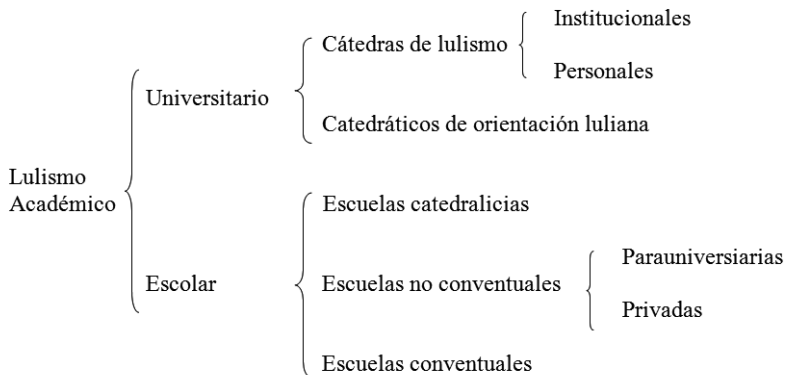 Institucionales
Cátedras de lulismo
Personales
Universitario
Catedráticos de orientación luliana
Lulismo
Académico
Escuelas catedralicias
Parauniversiarias
Escolar
Escuelas no conventuales
Privadas
Escuelas conventuales